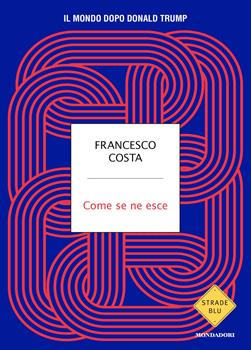 IL MONDO DOPO DONALD TRUMP
FRANCESCO
COSTA
Come se ne esce
STRADE
BLU
MONDADORI